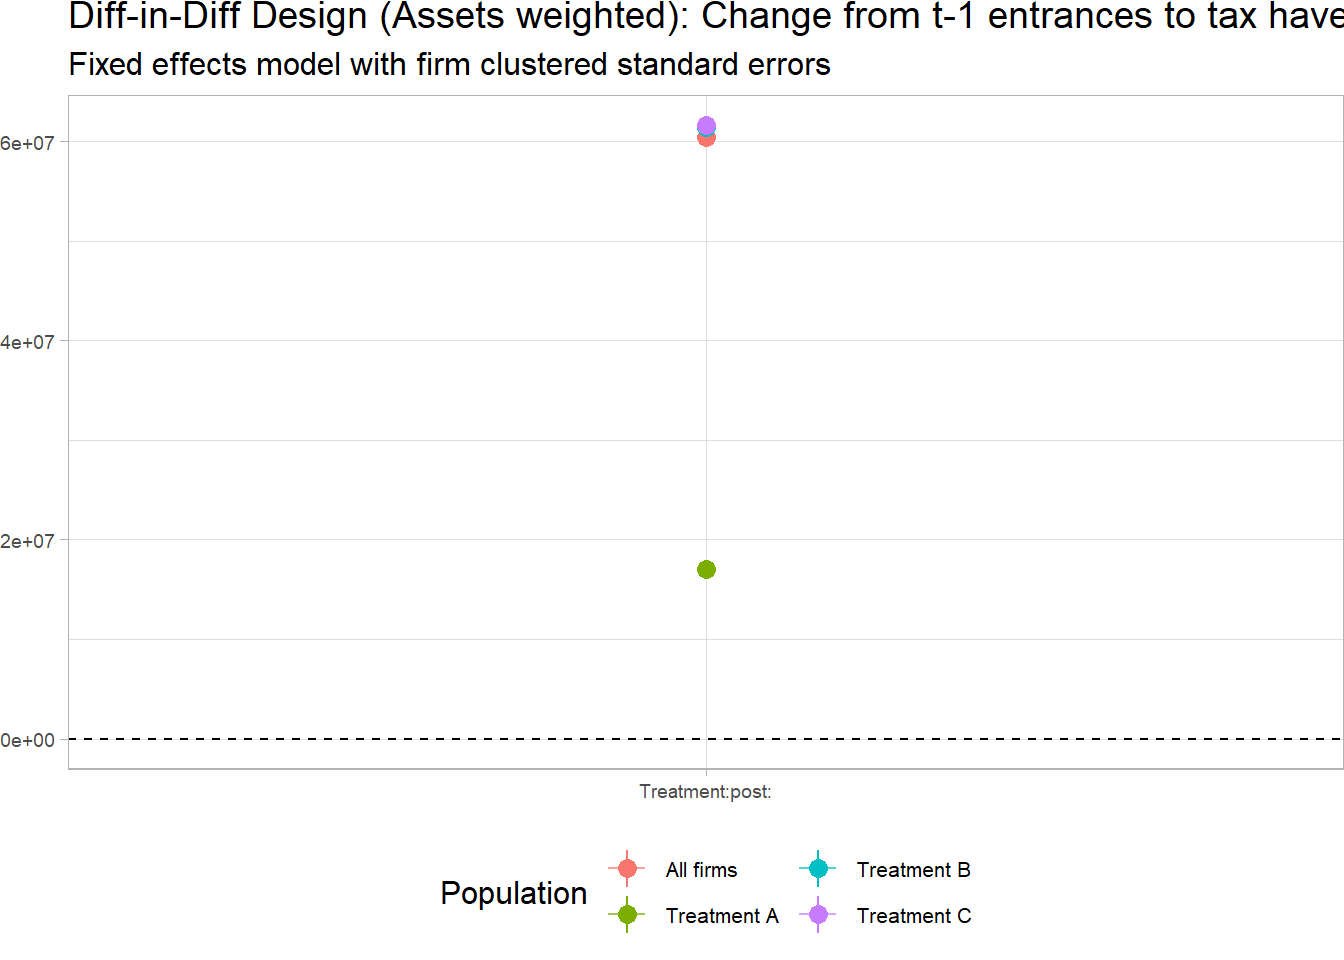 Diff-in-Diff Design (Assets weighted): Change from t-1 entrances to tax have
Fixed effects model with firm clustered standard errors
6e+07
4e+07
2e+07
0e+00
Treatment:post:
Population
All firms
Treatment B
Treatment A
Treatment C